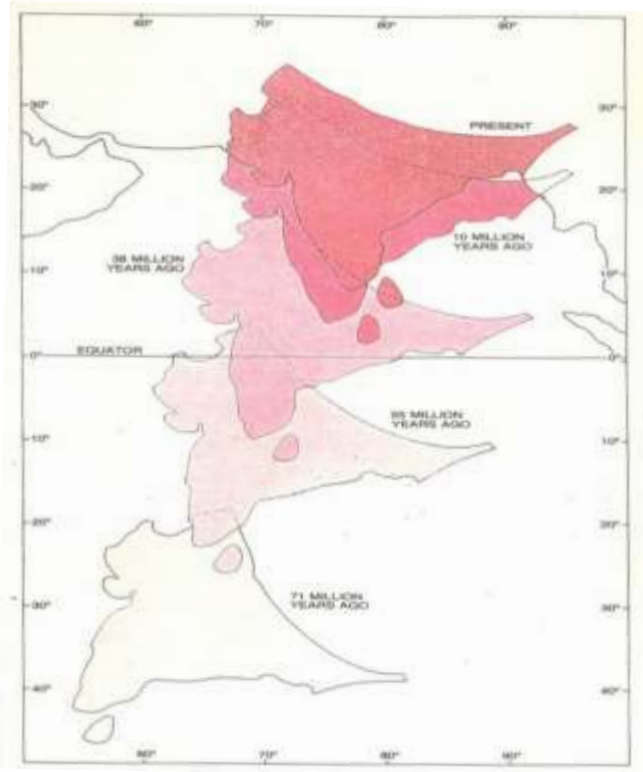 60° 70° 80° 90°
30° 30°
PRESENT
20° 20°
10 MILLION
YEARS AGO
38 MILLION
YEARS AGO
10° 10°
EQUATOR
0° 0°
55 MILLION
YEARS AGO
10° 10°
20° 20°
71 MILLION
YEARS AGO
30° 30°
40° 40°
60° 70° 80° 90°